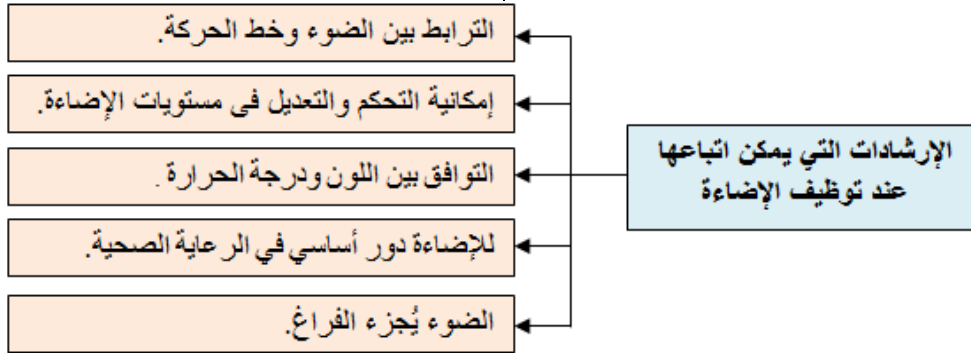 الإرشادات التي يمكن اتباعها
عند توظيف الإضاءة
الترابط بين الضوء وخط الحركة.
إمكانية التحكم والتعديل فى مستويات الإضاءة.
التوافق بين اللون ودرجة الحرارة .
للإضاءة دور أساسي في الرعاية الصحية.
الضوء يُجزء الفراغ.